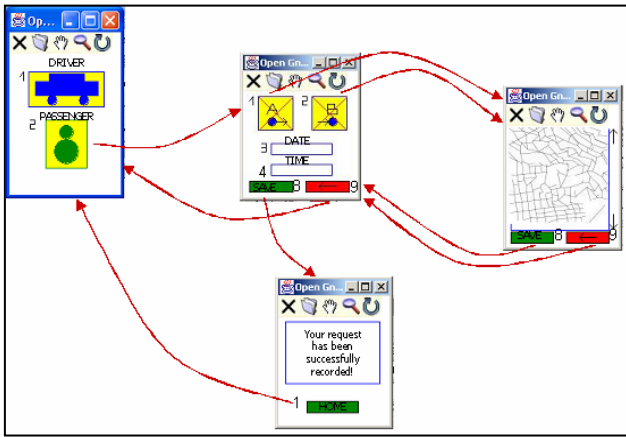 Op...
DRIVER
1
PASSENGER
2
Open Gn...
1 A 2 B
DATE
3
TIME
4
SAVE 8 ← 9
Open Gn...
SAVE 8 ← 9
Open Gn...
Your request
has been
successfully
recorded!
1 HOME